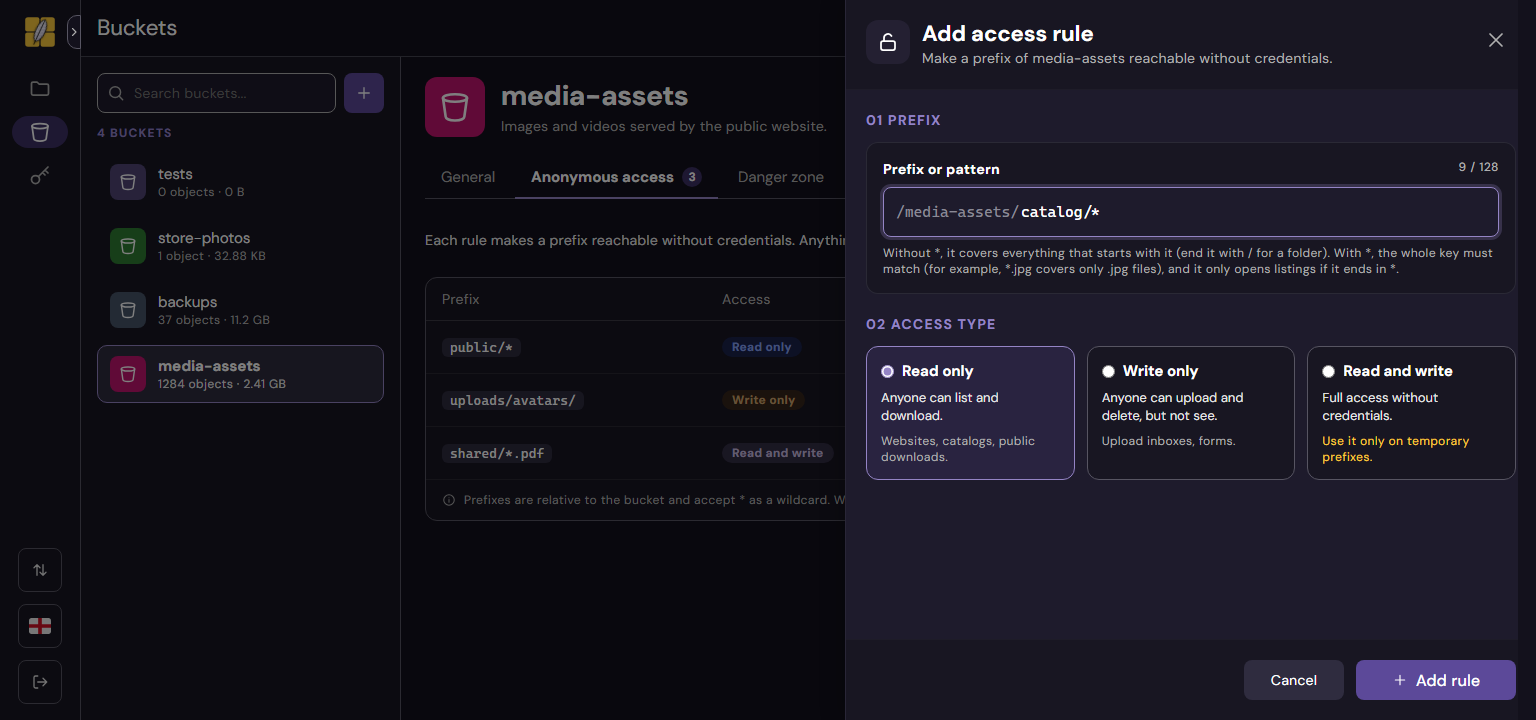 Buckets
Search buckets...
4 BUCKETS
tests
0 objects · 0 B
store-photos
1 object · 32.88 KB
backups
37 objects · 11.2 GB
media-assets
1284 objects · 2.41 GB
media-assets
Images and videos served by the public website.
General
Anonymous access 3
Danger zone
Each rule makes a prefix reachable without credentials. Anythi
Prefix Access
public/* Read only
uploads/avatars/ Write only
shared/*.pdf Read and write
Prefixes are relative to the bucket and accept * as a wildcard. W
Add access rule
Make a prefix of media-assets reachable without credentials.
01 PREFIX
Prefix or pattern 9 / 128
/media-assets/catalog/*
Without *, it covers everything that starts with it (end it with / for a folder). With *, the whole key must
match (for example, *.jpg covers only .jpg files), and it only opens listings if it ends in *.
02 ACCESS TYPE
Read only
Anyone can list and
download.
Websites, catalogs, public
downloads.
Write only
Anyone can upload and
delete, but not see.
Upload inboxes, forms.
Read and write
Full access without
credentials.
Use it only on temporary
prefixes.
Cancel
+ Add rule